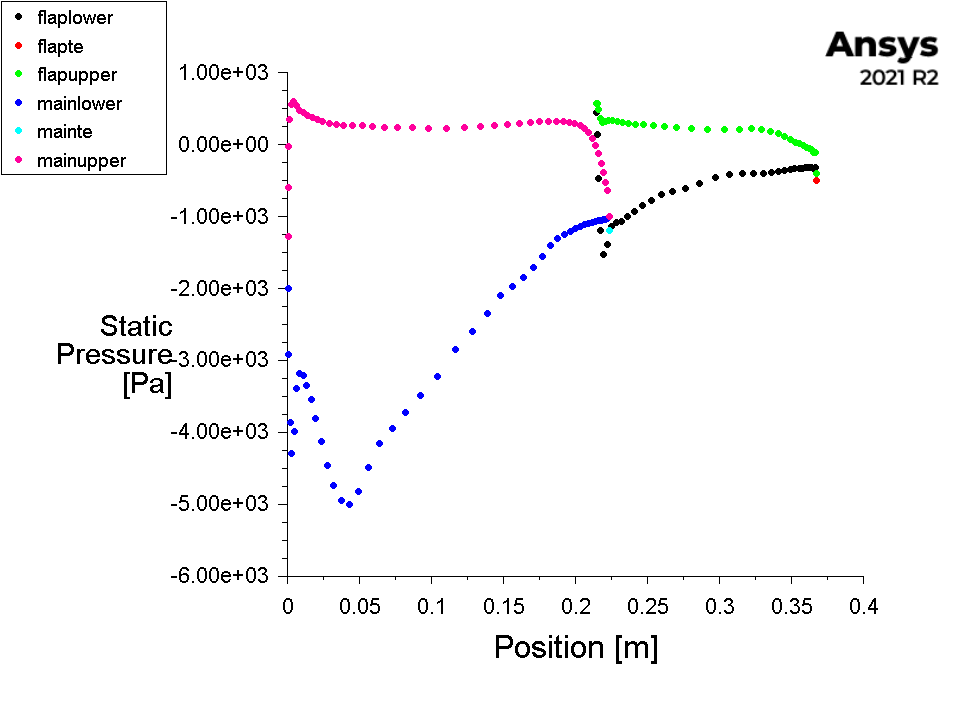 flaplower
flapte
flapupper
mainlower
mainte
mainupper
Ansys
2021 R2
1.00e+03
0.00e+00
-1.00e+03
-2.00e+03
-3.00e+03
-4.00e+03
-5.00e+03
-6.00e+03
Static
Pressure
[Pa]
0 0.05 0.1 0.15 0.2 0.25 0.3 0.35 0.4
Position [m]